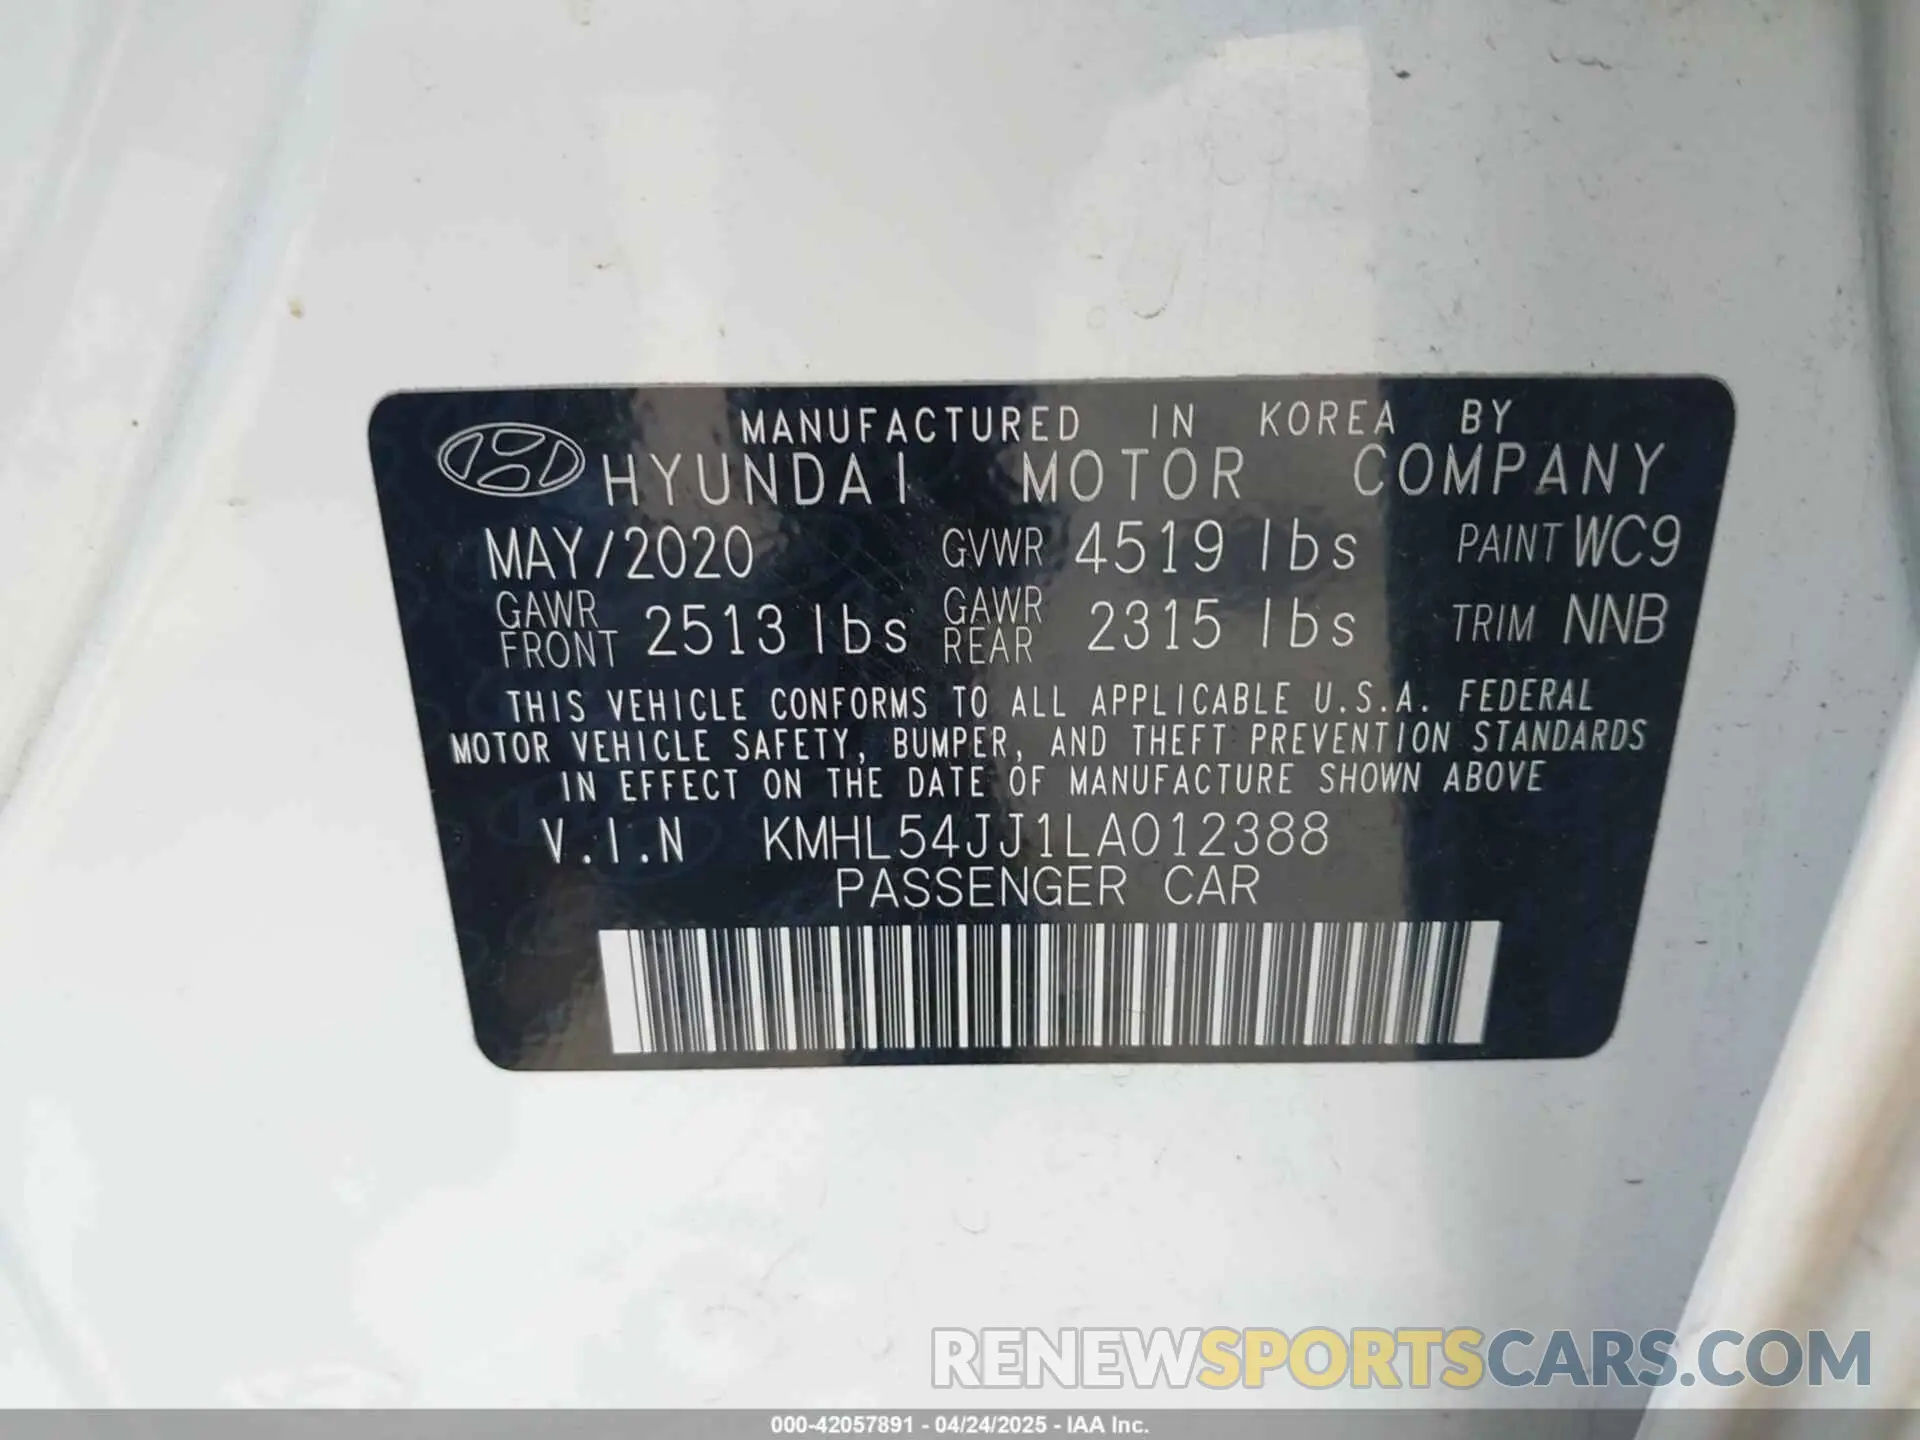 MANUFACTURED IN KOREA BY
HYUNDAI MOTOR COMPANY
MAY/2020 GVWR 4519 lbs PAINT WC9
GAWR FRONT 2513 lbs GAWR REAR 2315 lbs TRIM NNB
THIS VEHICLE CONFORMS TO ALL APPLICABLE U.S.A. FEDERAL
MOTOR VEHICLE SAFETY, BUMPER, AND THEFT PREVENTION STANDARDS
IN EFFECT ON THE DATE OF MANUFACTURE SHOWN ABOVE
V.I.N KMHL54JJ1LA012388
PASSENGER CAR
RENEWSPORTSCARS.COM
000-42057891 - 04/24/2025 - IAA Inc.